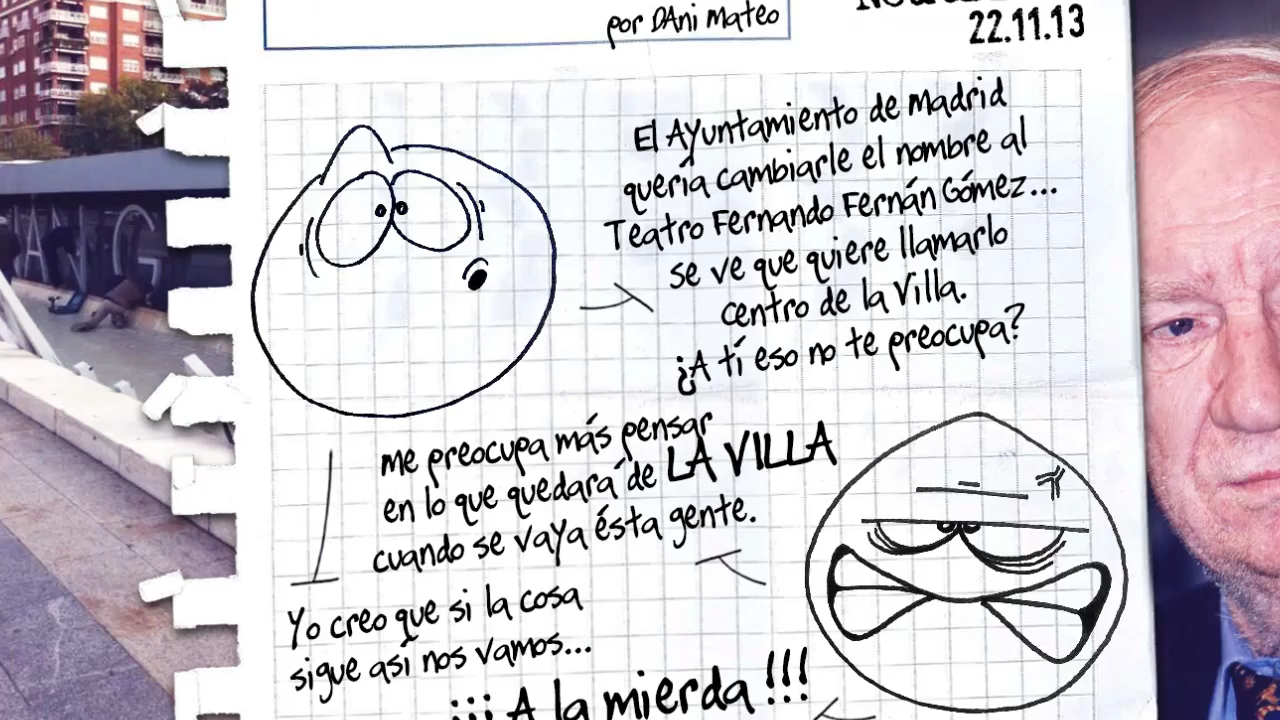 por DAni Mateo
22.11.13
El Ayuntamiento de Madrid
quería cambiarle el nombre al
Teatro Fernando Fernán Gómez...
se ve que quiere llamarlo
centro de la Villa.
¿A tí eso no te preocupa?
me preocupa más pensar
en lo que quedará de LA VILLA
cuando se vaya ésta gente.
Yo creo que si la cosa
sigue así nos vamos...
¡¡¡ A la mierda !!!